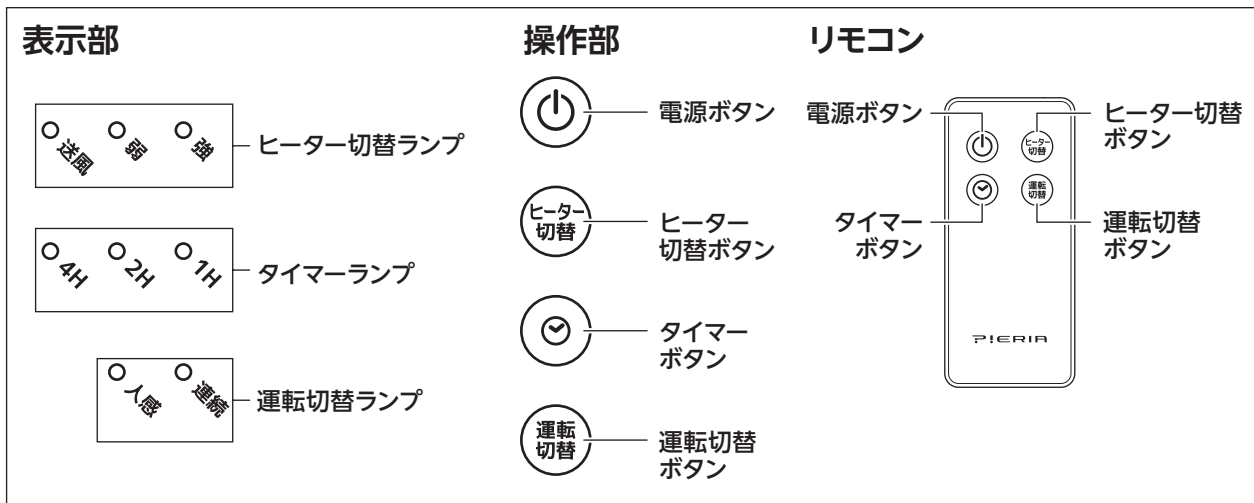 表示部
送風 弱 強
ヒーター切替ランプ
4H 2H 1H
タイマーランプ
人感 連続
運転切替ランプ
操作部
電源ボタン
ヒーター
切替
ヒーター
切替ボタン
タイマー
ボタン
運転
切替
運転切替
ボタン
リモコン
電源ボタン
ヒーター切替
ボタン
ヒーター
切替
運転
切替
タイマー
ボタン
運転切替
ボタン
PIERIA